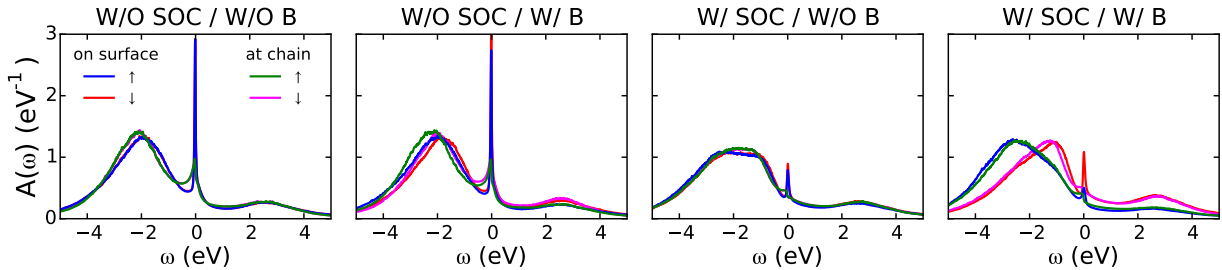 W/O SOC / W/O B
W/O SOC / W/ B
W/ SOC / W/O B
W/ SOC / W/ B
A(ω) (eV⁻¹)
3
2
1
0
on surface
↑
↓
at chain
↑
↓
−4 −2 0 2 4
−4 −2 0 2 4
−4 −2 0 2 4
−4 −2 0 2 4
ω (eV)
ω (eV)
ω (eV)
ω (eV)